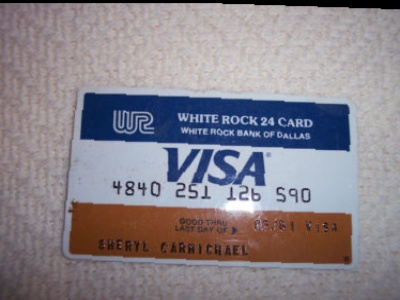 WR WHITE ROCK 24 CARD
WHITE ROCK BANK OF DALLAS
VISA
4840 251 126 590
GOOD THRU
LAST DAY OF ▶ 05/81 VISA
SHERYL CARMICHAEL